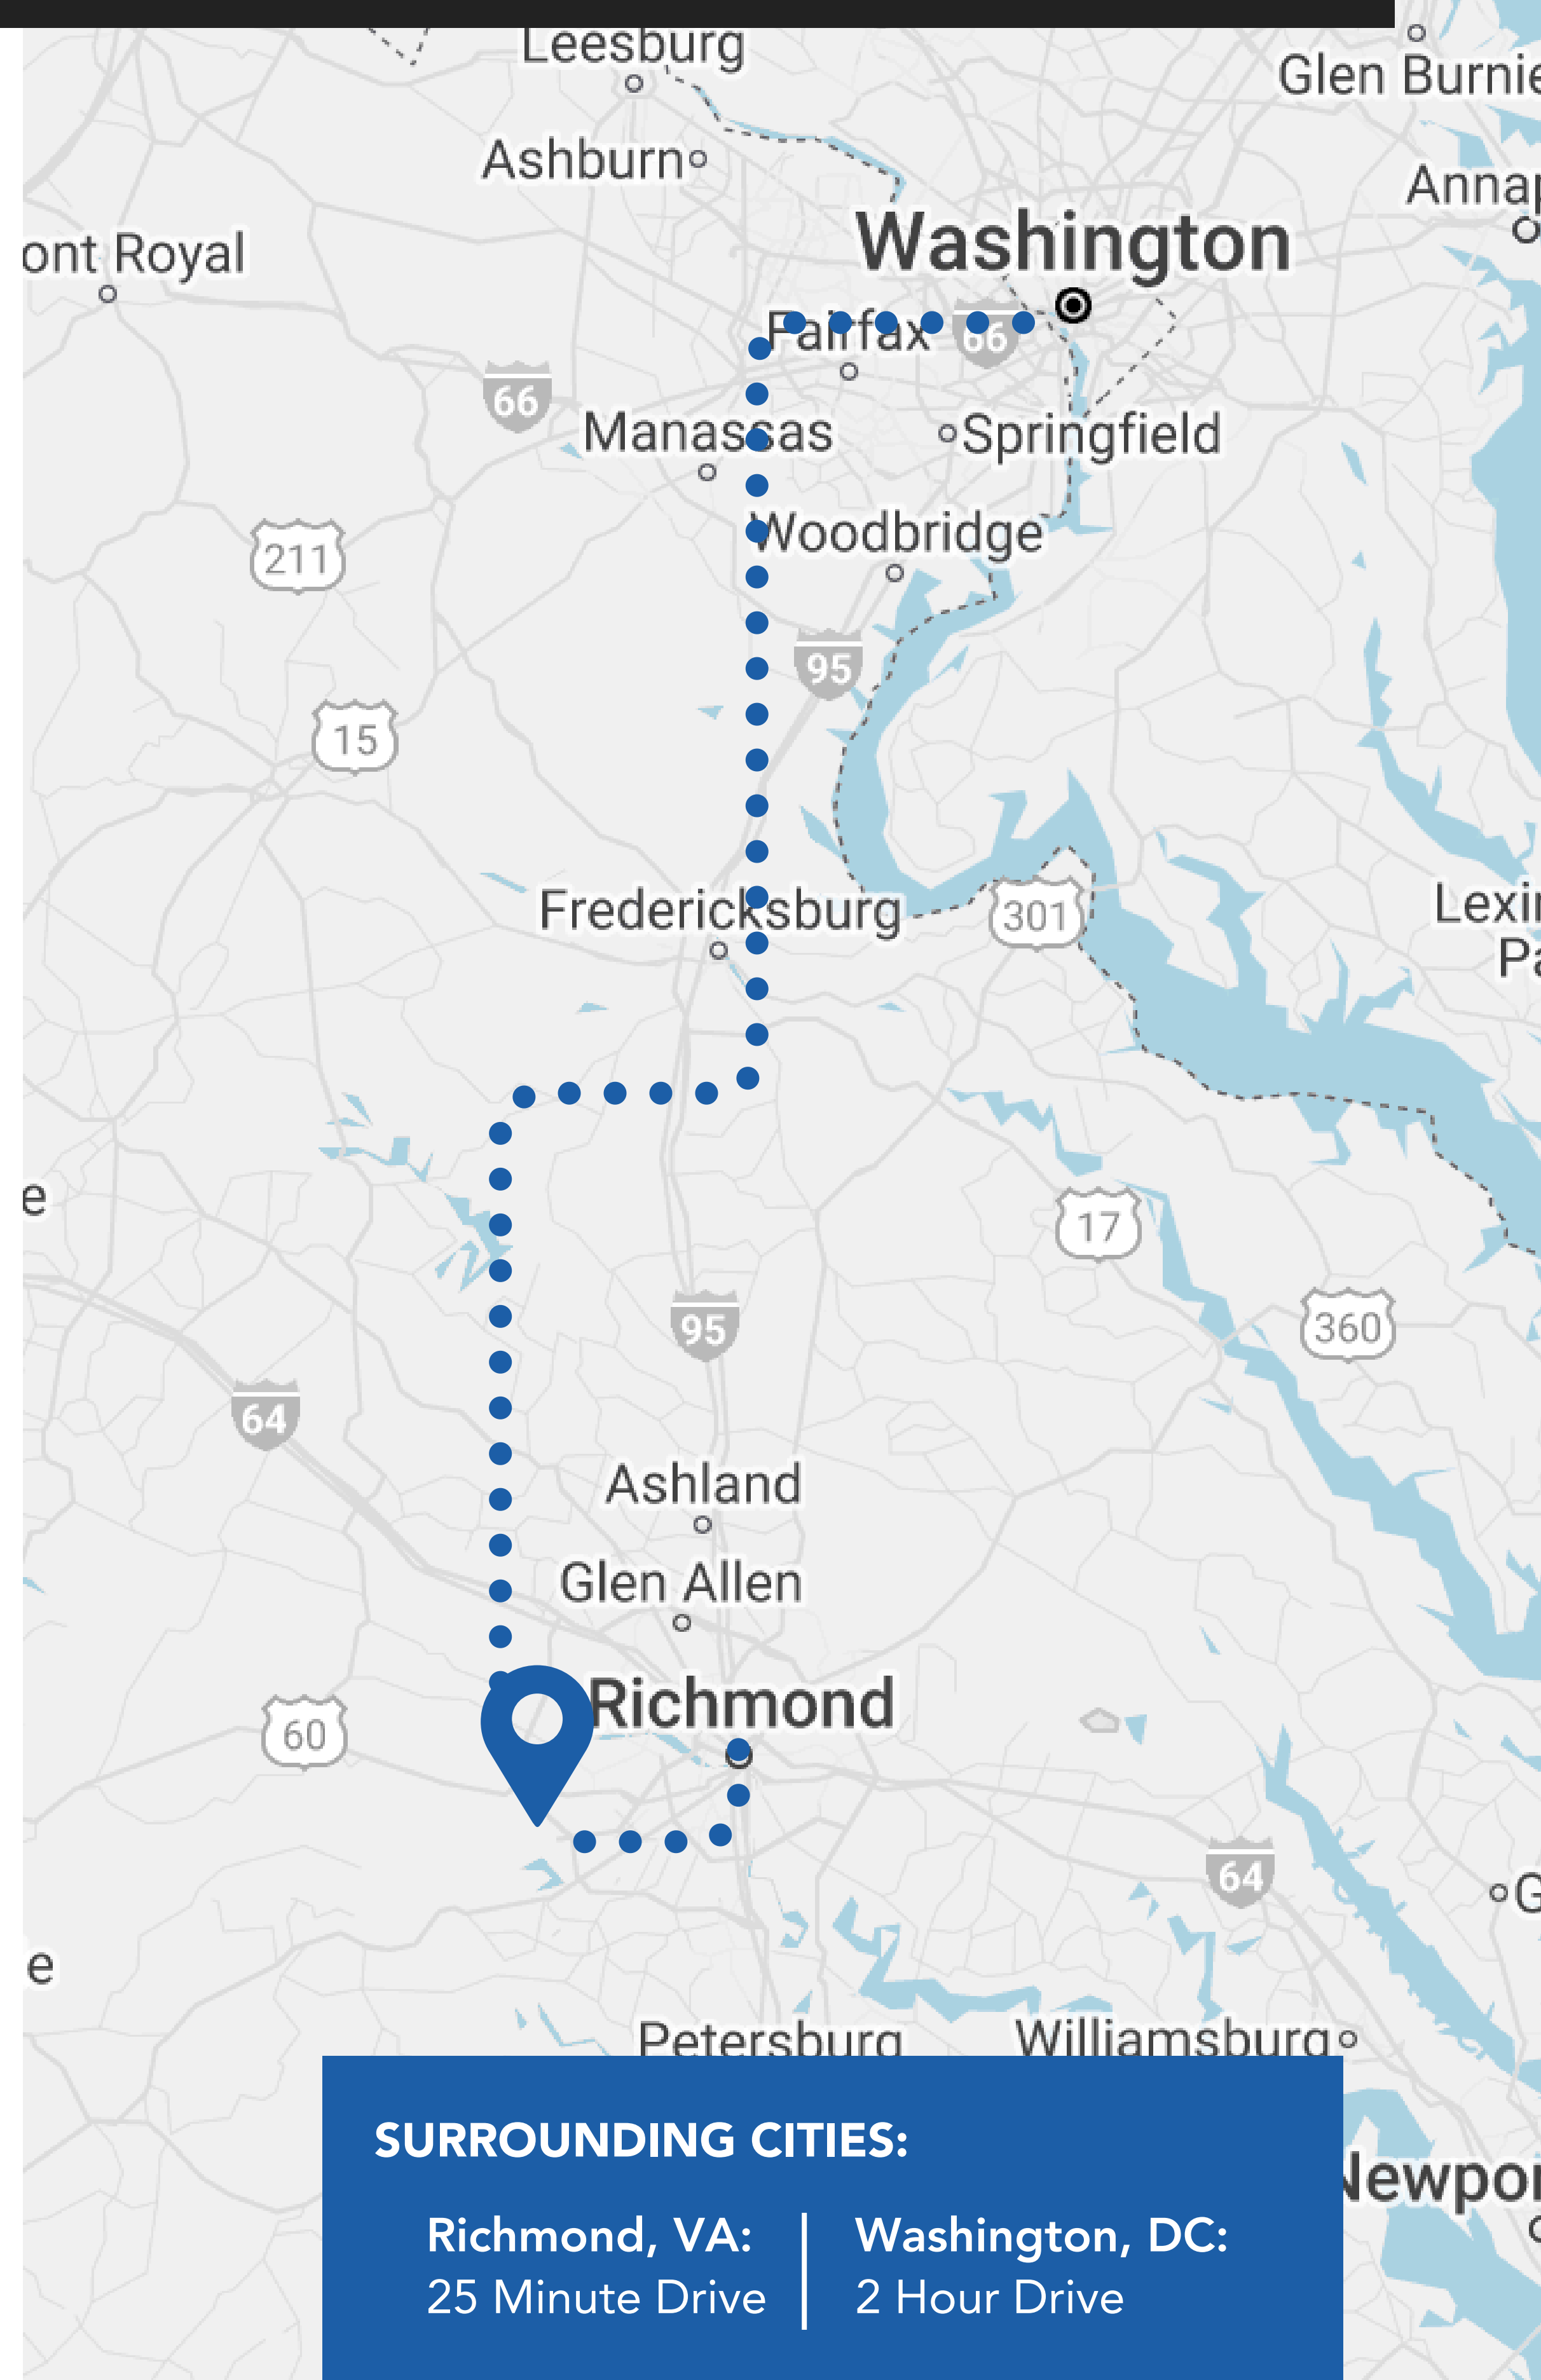 Leesburg
Glen Burnie
Ashburn
Annap
Washington
ont Royal
Fairfax
66
66
Manassas
Springfield
Woodbridge
211
95
15
Fredericksburg
301
Lexin
Pa
e
17
95
360
64
Ashland
Glen Allen
Richmond
60
64
G
e
Petersburg
Williamsburg
SURROUNDING CITIES:
Newpor
Richmond, VA:
Washington, DC:
25 Minute Drive
2 Hour Drive